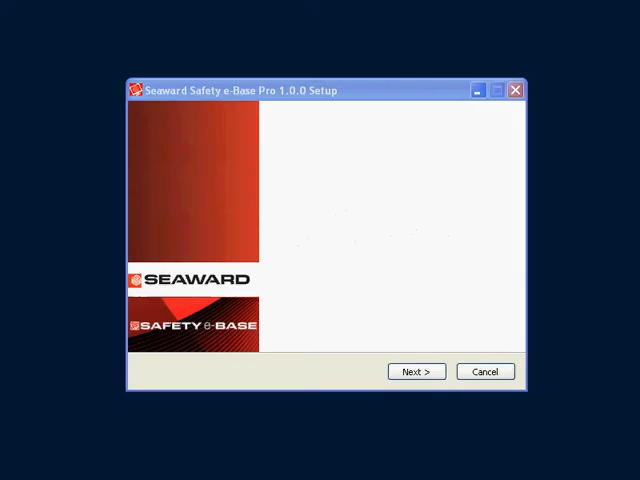 Seaward Safety e-Base Pro 1.0.0 Setup
SEAWARD
SAFETY e-BASE
Next >
Cancel